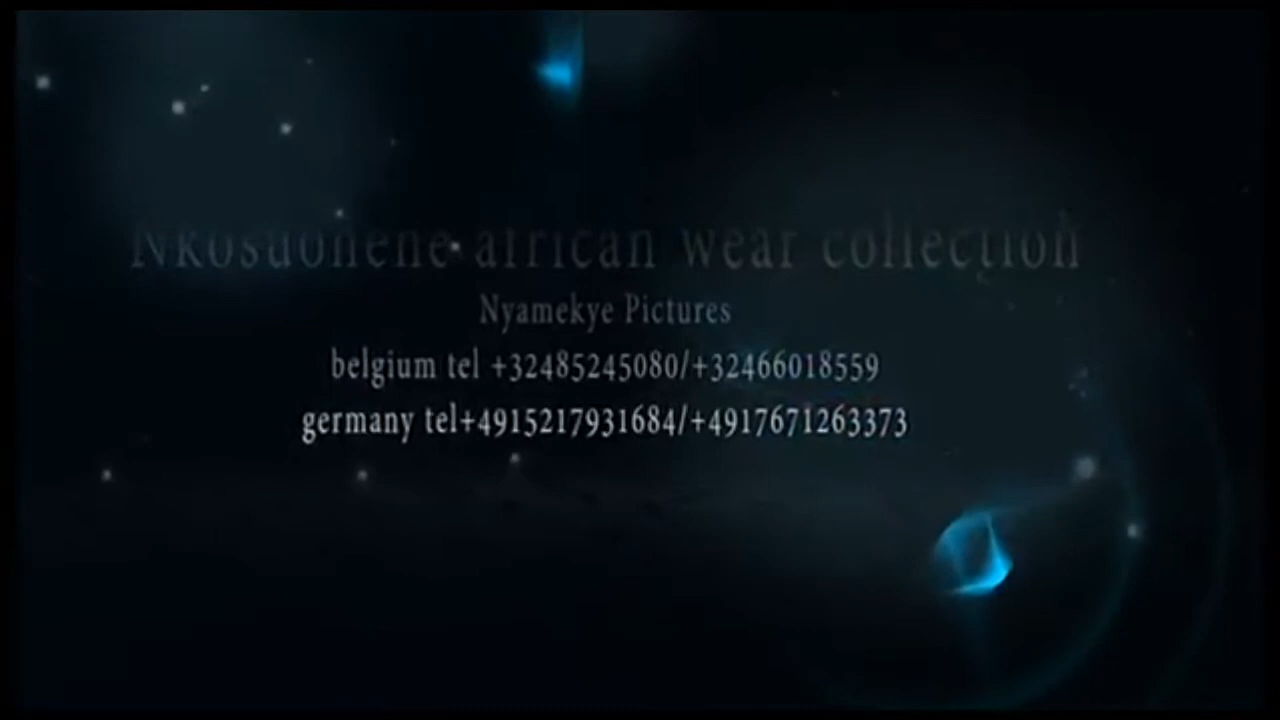 Nkosuohene african wear collection
Nyamekye Pictures
belgium tel +32485245080/+32466018559
germany tel+4915217931684/+4917671263373